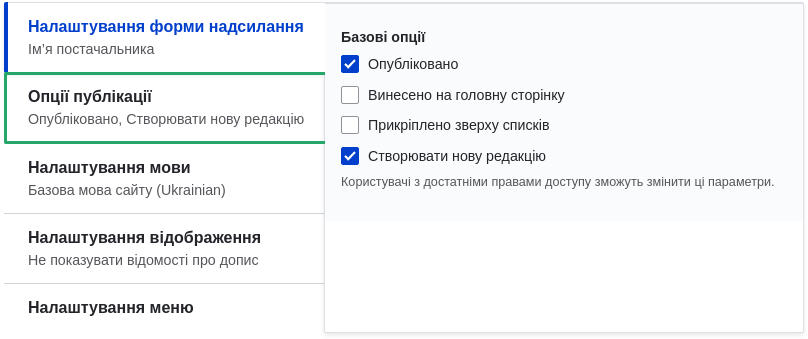 Налаштування форми надсилання
Ім’я постачальника
Опції публікації
Опубліковано, Створювати нову редакцію
Налаштування мови
Базова мова сайту (Ukrainian)
Налаштування відображення
Не показувати відомості про допис
Налаштування меню
Базові опції
Опубліковано
Винесено на головну сторінку
Прикріплено зверху списків
Створювати нову редакцію
Користувачі з достатніми правами доступу зможуть змінити ці параметри.